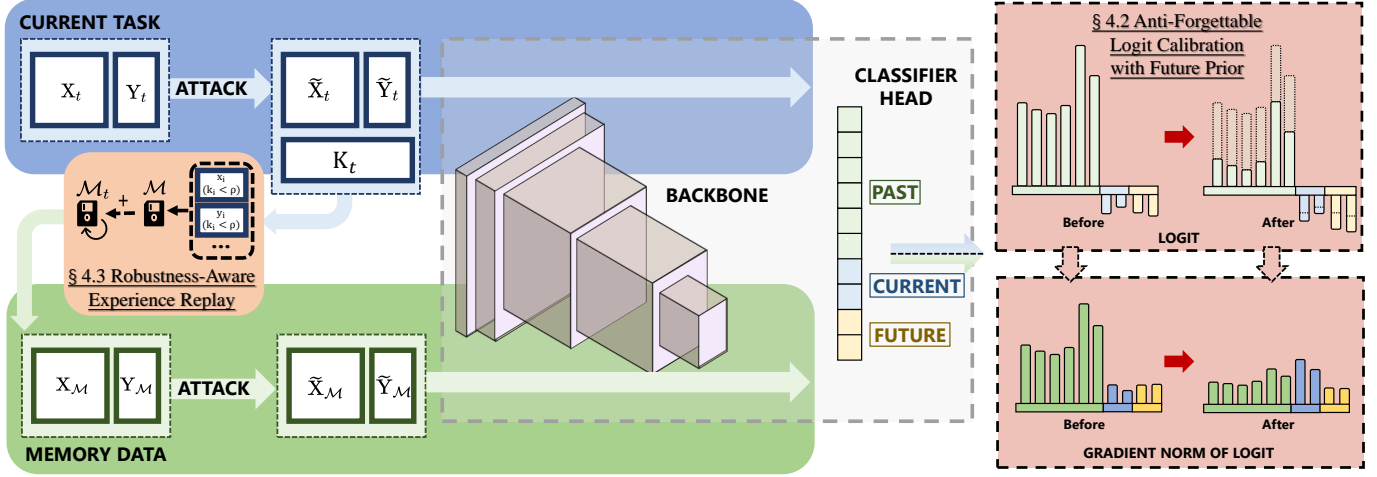 CURRENT TASK
X_t
Y_t
ATTACK
X̃_t
Ỹ_t
K_t
M_t
+
M
x_i
(k_i < ρ)
y_i
(k_i < ρ)
...
§ 4.3 Robustness-Aware
Experience Replay
X_M
Y_M
ATTACK
X̃_M
Ỹ_M
MEMORY DATA
BACKBONE
CLASSIFIER
HEAD
PAST
CURRENT
FUTURE
§ 4.2 Anti-Forgettable
Logit Calibration
with Future Prior
Before
After
LOGIT
Before
After
GRADIENT NORM OF LOGIT